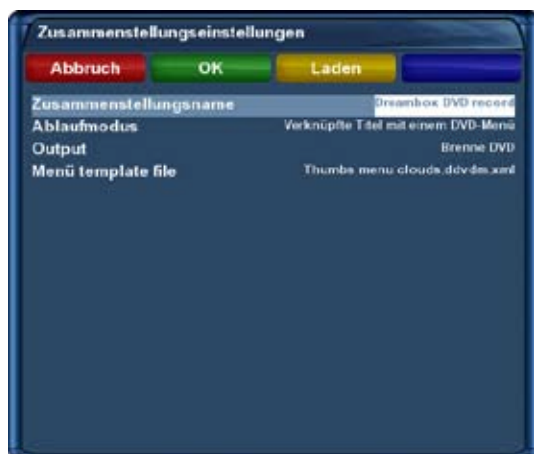 Zusammenstellungseinstellungen
Abbruch OK Laden
Zusammenstellungsname Dreambox DVD record
Ablaufmodus Verknüpfte Titel mit einem DVD-Menü
Output Brenne DVD
Menü template file Thumbs menu clouds.ddvdm.xml